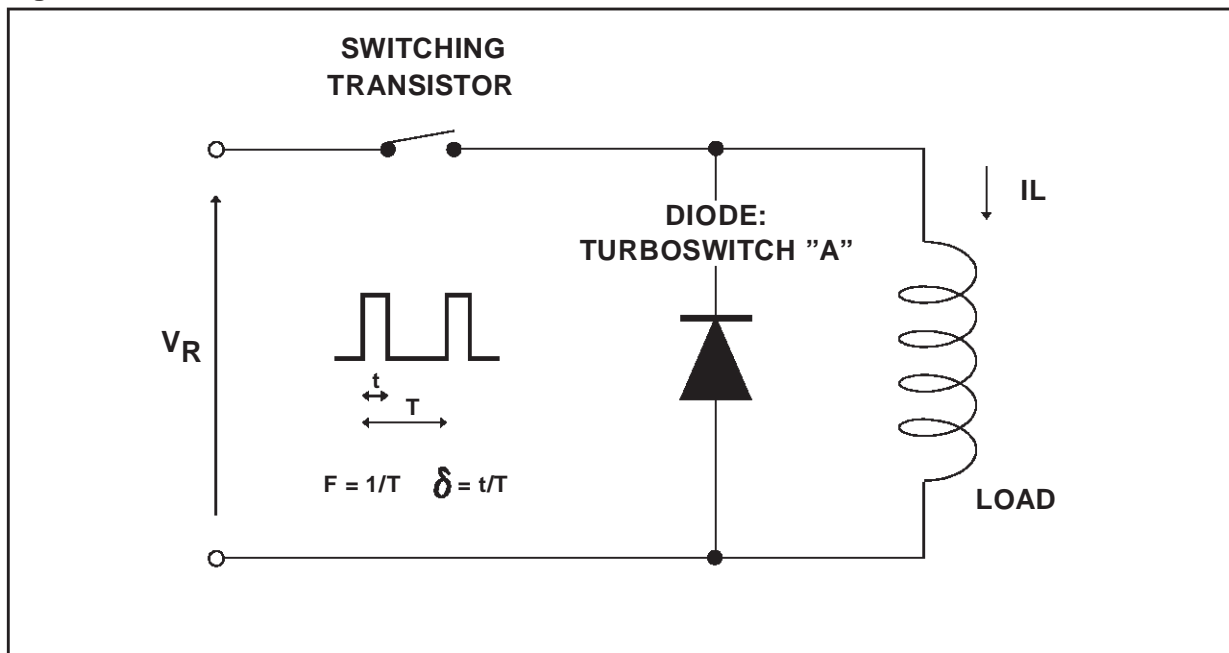 SWITCHING
TRANSISTOR
IL
DIODE:
TURBOSWITCH ”A”
VR
t
T
F = 1/T δ = t/T
LOAD